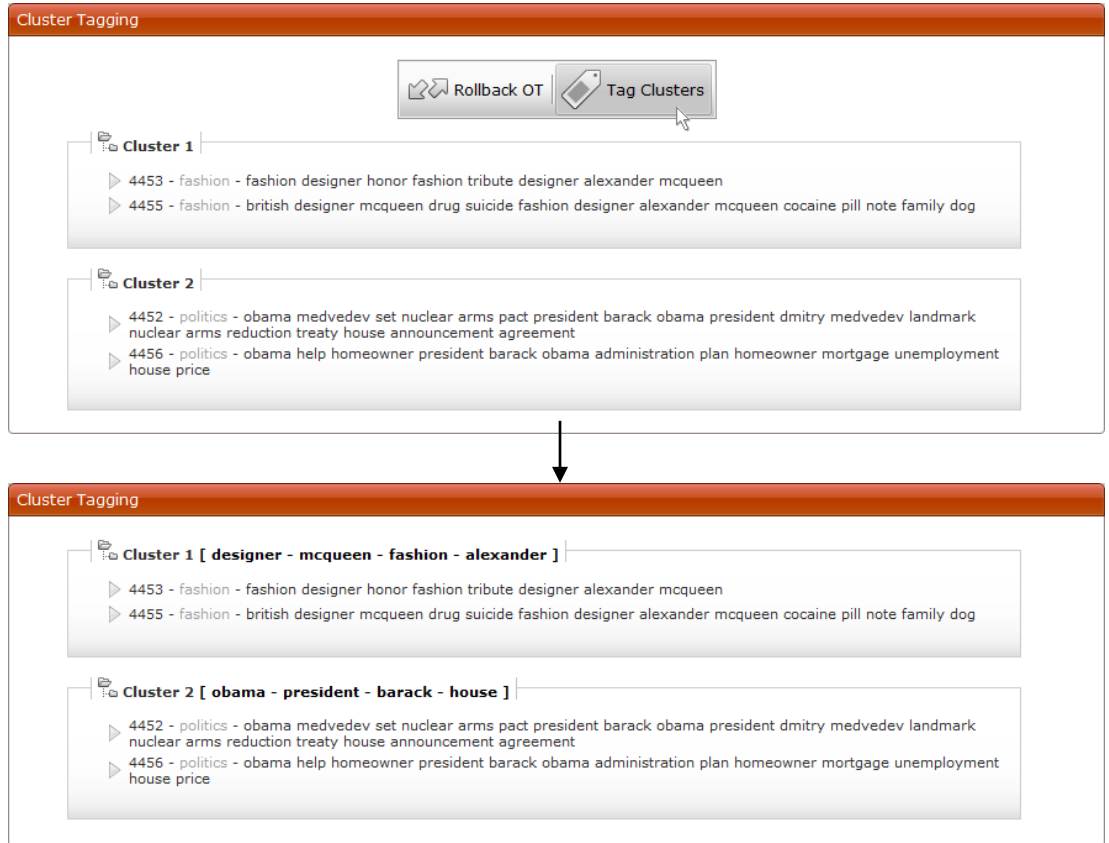 Cluster Tagging
Rollback OT
Tag Clusters
Cluster 1
4453 - fashion - fashion designer honor fashion tribute designer alexander mcqueen
4455 - fashion - british designer mcqueen drug suicide fashion designer alexander mcqueen cocaine pill note family dog
Cluster 2
4452 - politics - obama medvedev set nuclear arms pact president barack obama president dmitry medvedev landmark
nuclear arms reduction treaty house announcement agreement
4456 - politics - obama help homeowner president barack obama administration plan homeowner mortgage unemployment
house price
Cluster Tagging
Cluster 1 [ designer - mcqueen - fashion - alexander ]
4453 - fashion - fashion designer honor fashion tribute designer alexander mcqueen
4455 - fashion - british designer mcqueen drug suicide fashion designer alexander mcqueen cocaine pill note family dog
Cluster 2 [ obama - president - barack - house ]
4452 - politics - obama medvedev set nuclear arms pact president barack obama president dmitry medvedev landmark
nuclear arms reduction treaty house announcement agreement
4456 - politics - obama help homeowner president barack obama administration plan homeowner mortgage unemployment
house price